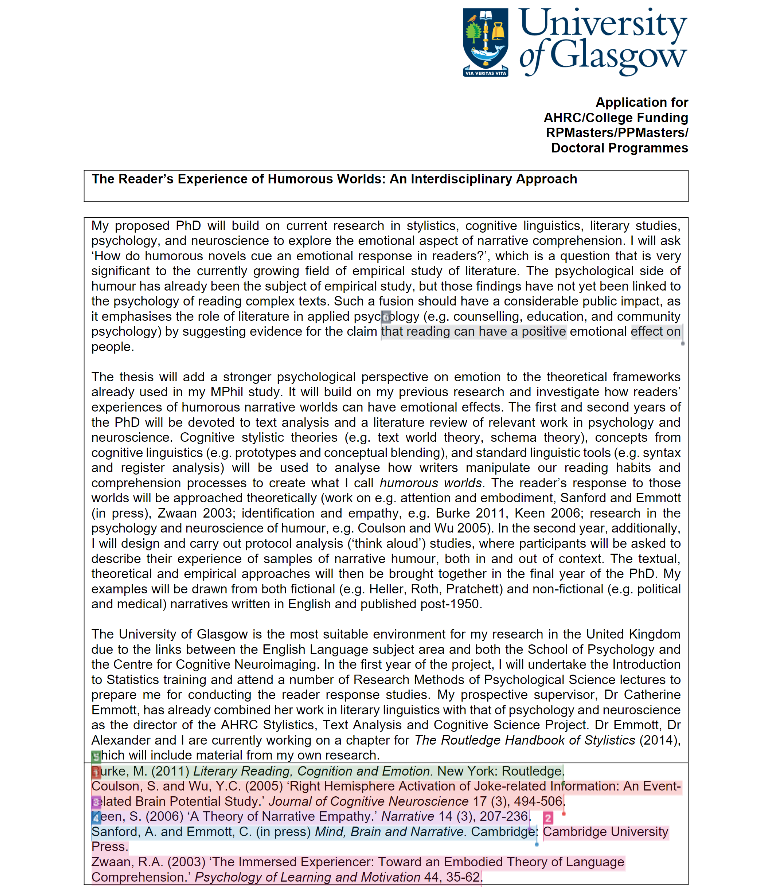 University
of Glasgow
VIA VERITAS VITA
Application for
AHRC/College Funding
RPMasters/PPMasters/
Doctoral Programmes
The Reader's Experience of Humorous Worlds: An Interdisciplinary Approach
My proposed PhD will build on current research in stylistics, cognitive linguistics, literary studies,
psychology, and neuroscience to explore the emotional aspect of narrative comprehension. I will ask
'How do humorous novels cue an emotional response in readers?', which is a question that is very
significant to the currently growing field of empirical study of literature. The psychological side of
humour has already been the subject of empirical study, but those findings have not yet been linked to
the psychology of reading complex texts. Such a fusion should have a considerable public impact, as
it emphasises the role of literature in applied psyc6ology (e.g. counselling, education, and community
psychology) by suggesting evidence for the claim that reading can have a positive emotional effect on
people.
The thesis will add a stronger psychological perspective on emotion to the theoretical frameworks
already used in my MPhil study. It will build on my previous research and investigate how readers'
experiences of humorous narrative worlds can have emotional effects. The first and second years of
the PhD will be devoted to text analysis and a literature review of relevant work in psychology and
neuroscience. Cognitive stylistic theories (e.g. text world theory, schema theory), concepts from
cognitive linguistics (e.g. prototypes and conceptual blending), and standard linguistic tools (e.g. syntax
and register analysis) will be used to analyse how writers manipulate our reading habits and
comprehension processes to create what I call humorous worlds. The reader's response to those
worlds will be approached theoretically (work on e.g. attention and embodiment, Sanford and Emmott
(in press), Zwaan 2003; identification and empathy, e.g. Burke 2011, Keen 2006; research in the
psychology and neuroscience of humour, e.g. Coulson and Wu 2005). In the second year, additionally,
I will design and carry out protocol analysis ('think aloud') studies, where participants will be asked to
describe their experience of samples of narrative humour, both in and out of context. The textual,
theoretical and empirical approaches will then be brought together in the final year of the PhD. My
examples will be drawn from both fictional (e.g. Heller, Roth, Pratchett) and non-fictional (e.g. political
and medical) narratives written in English and published post-1950.
The University of Glasgow is the most suitable environment for my research in the United Kingdom
due to the links between the English Language subject area and both the School of Psychology and
the Centre for Cognitive Neuroimaging. In the first year of the project, I will undertake the Introduction
to Statistics training and attend a number of Research Methods of Psychological Science lectures to
prepare me for conducting the reader response studies. My prospective supervisor, Dr Catherine
Emmott, has already combined her work in literary linguistics with that of psychology and neuroscience
as the director of the AHRC Stylistics, Text Analysis and Cognitive Science Project. Dr Emmott, Dr
Alexander and I are currently working on a chapter for The Routledge Handbook of Stylistics (2014),
5hich will include material from my own research.
1urke, M. (2011) Literary Reading, Cognition and Emotion. New York: Routledge.
Coulson, S. and Wu, Y.C. (2005) 'Right Hemisphere Activation of Joke-related Information: An Event-
3elated Brain Potential Study.' Journal of Cognitive Neuroscience 17 (3), 494-506.
4een, S. (2006) 'A Theory of Narrative Empathy.' Narrative 14 (3), 207-236. 2
Sanford, A. and Emmott, C. (in press) Mind, Brain and Narrative. Cambridge: Cambridge University
Press.
Zwaan, R.A. (2003) 'The Immersed Experiencer: Toward an Embodied Theory of Language
Comprehension.' Psychology of Learning and Motivation 44, 35-62.